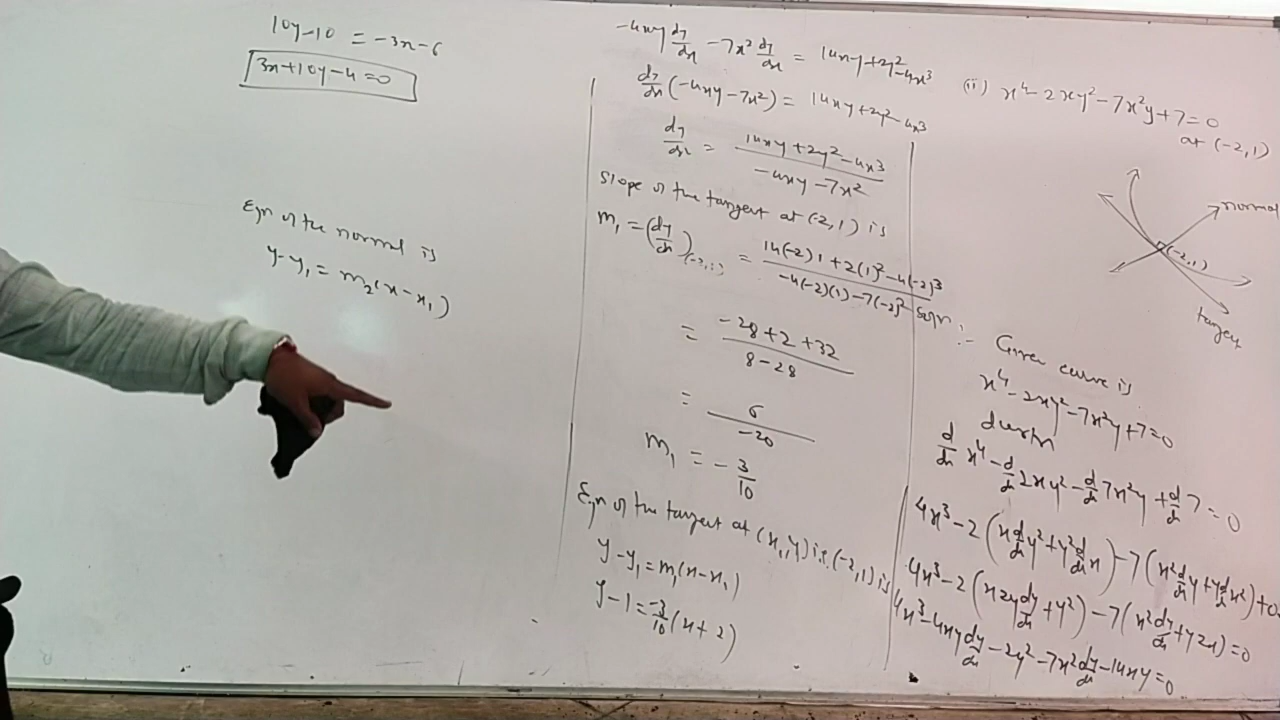 (ii) x⁴-2xy²-7x²y+7=0
at (-2,1)
normal
(-2,1)
Soln:- Given curve is
x⁴-2xy²-7x²y+7=0
d/dx x⁴ - d/dx 2xy² - d/dx 7x²y + d/dx 7 = 0
4x³-2(x d/dx y² + y² d/dx x) - 7(x² d/dx y + y d/dx x²)+0
4x³-2(x2y dy/dx + y²) - 7(x² dy/dx + y2x)=0
4x³-4xy dy/dx - 2y² - 7x² dy/dx - 14xy=0
-4xy dy/dx - 7x² dy/dx = 14xy+2y²-4x³
dy/dx (-4xy-7x²) = 14xy+2y²-4x³
dy/dx = (14xy+2y²-4x³)/(-4xy-7x²)
Slope of the tangent at (-2,1) is
m₁ = (dy/dx)(-2,1) = (14(-2)1+2(1)²-4(-2)³)/(-4(-2)(1)-7(-2)²)
= (-28+2+32)/(8-28)
= 6/-20
m₁ = -3/10
Eqn of the tangent at (x₁,y₁) i.e. (-2,1) is
y-y₁=m₁(x-x₁)
y-1=-3/10(x+2)
10y-10 = -3x-6
3x+10y-4=0
Eqn of the normal is
y-y₁=m₂(x-x₁)